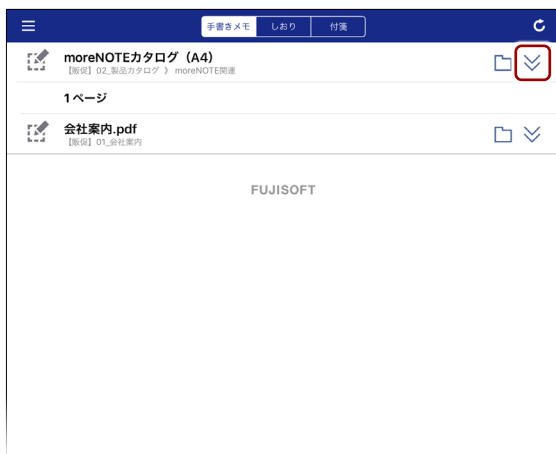 手書きメモ しおり 付箋
moreNOTEカタログ（A4）
【販促】02_製品カタログ 》 moreNOTE関連
1ページ
会社案内.pdf
【販促】01_会社案内
FUJISOFT